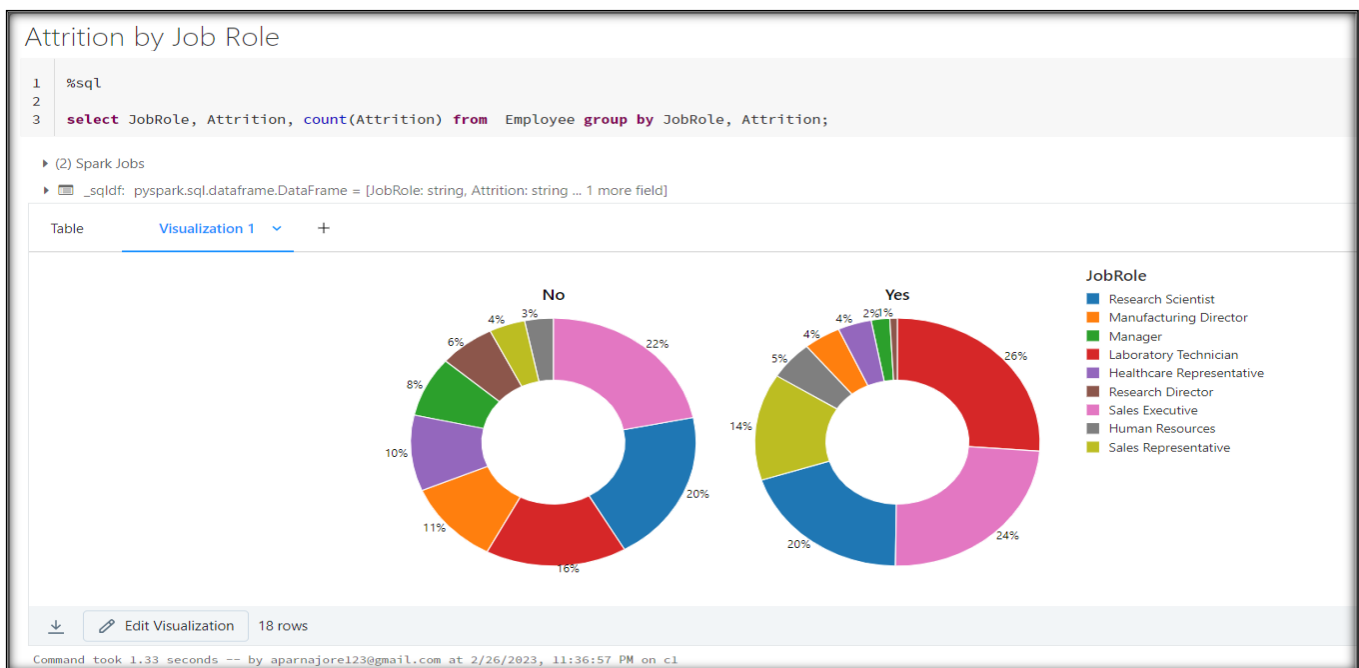 Attrition by Job Role
1 %sql
2
3 select JobRole, Attrition, count(Attrition) from Employee group by JobRole, Attrition;
(2) Spark Jobs
_sqldf: pyspark.sql.dataframe.DataFrame = [JobRole: string, Attrition: string ... 1 more field]
Table Visualization 1 +
No
22%
20%
16%
11%
10%
8%
6%
4%
3%
Yes
26%
24%
20%
14%
5%
4%
4%
2%
1%
JobRole
Research Scientist
Manufacturing Director
Manager
Laboratory Technician
Healthcare Representative
Research Director
Sales Executive
Human Resources
Sales Representative
Edit Visualization 18 rows
Command took 1.33 seconds -- by aparnajore123@gmail.com at 2/26/2023, 11:36:57 PM on c1